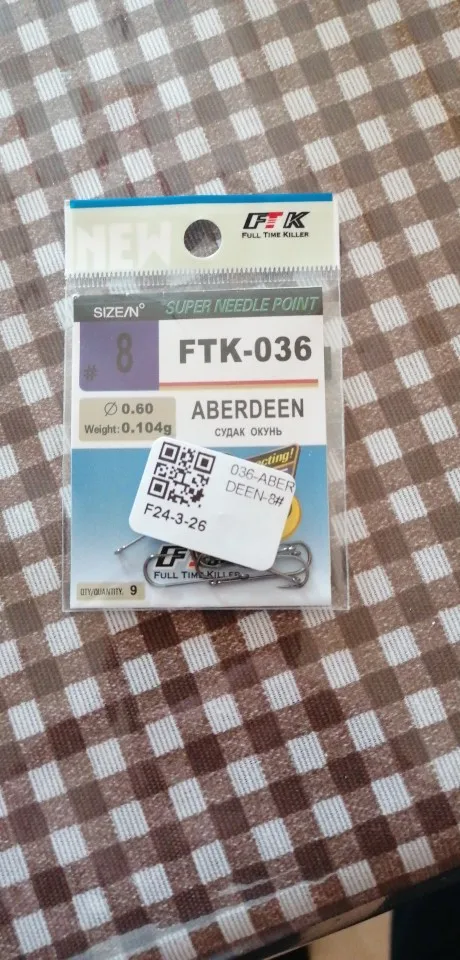 NEW
FTK
FULL TIME KILLER
SIZE/N°
SUPER NEEDLE POINT
# 8
FTK-036
Ø 0.60
Weight: 0.104g
ABERDEEN
СУДАК ОКУНЬ
036-ABER
DEEN-8#
F24-3-26
FTK
FULL TIME KILLER
QTY/QUANTITY. 9